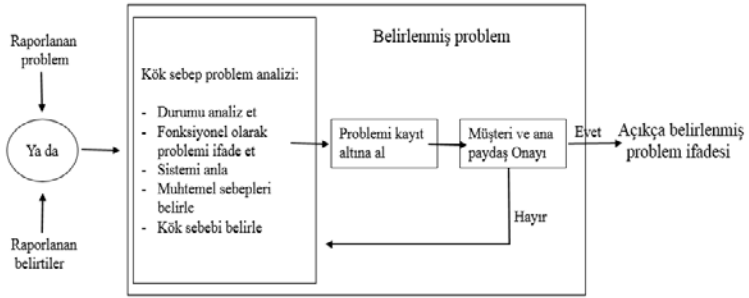 Raporlanan
problem
Ya da
Raporlanan
belirtiler
Belirlenmiş problem
Kök sebep problem analizi:
- Durumu analiz et
- Fonksiyonel olarak
problemi ifade et
- Sistemi anla
- Muhtemel sebepleri
belirle
- Kök sebebi belirle
Problemi kayıt
altına al
Müşteri ve ana
paydaş Onayı
Evet
Hayır
Açıkça belirlenmiş
problem ifadesi